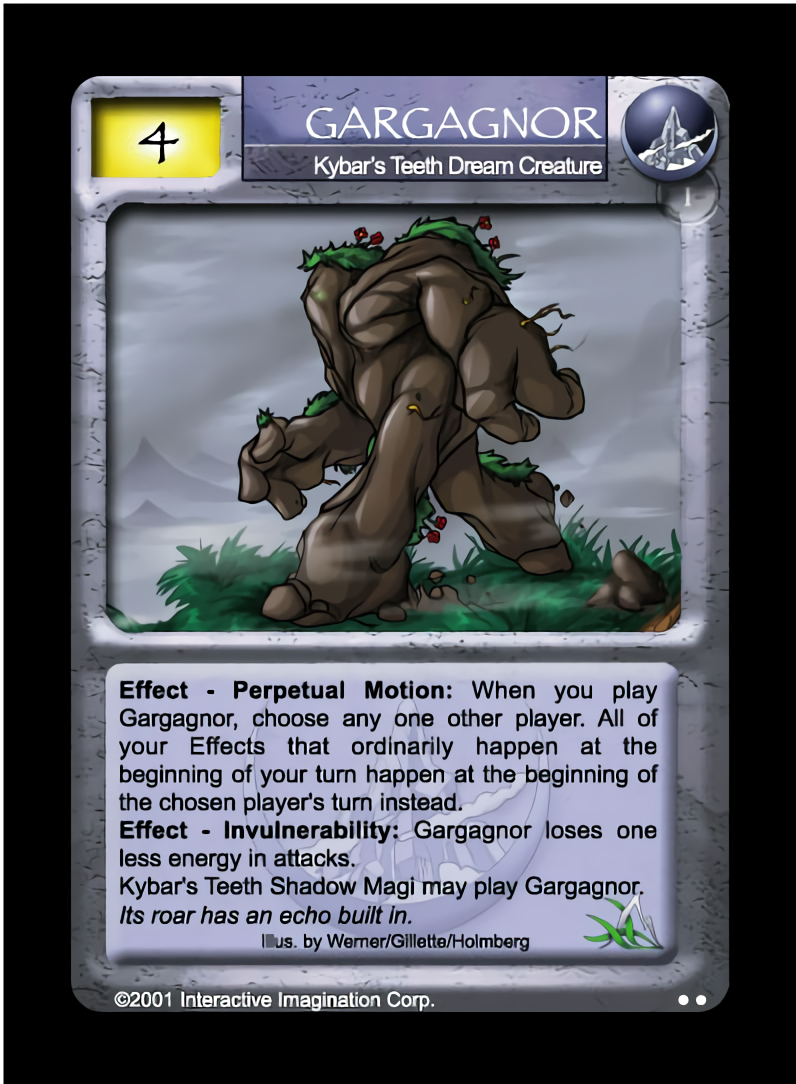 4
GARGAGNOR
Kybar's Teeth Dream Creature
1
Effect - Perpetual Motion: When you play
Gargagnor, choose any one other player. All of
your Effects that ordinarily happen at the
beginning of your turn happen at the beginning of
the chosen player's turn instead.
Effect - Invulnerability: Gargagnor loses one
less energy in attacks.
Kybar's Teeth Shadow Magi may play Gargagnor.
Its roar has an echo built in.
Illus. by Werner/Gillette/Holmberg
©2001 Interactive Imagination Corp.